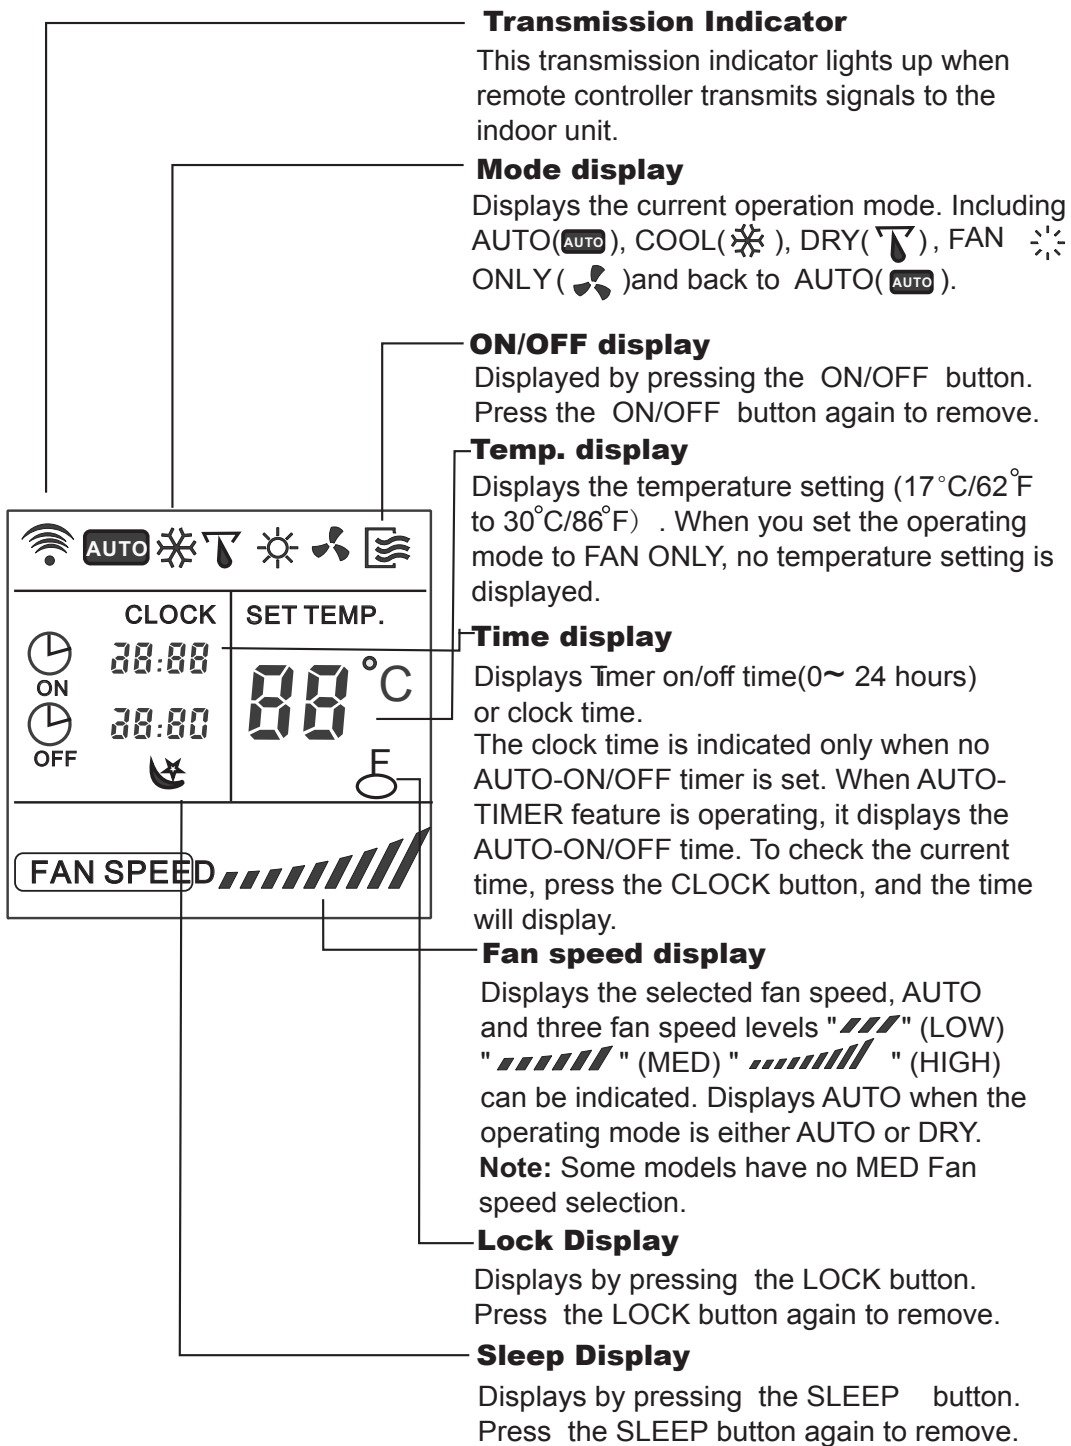 Transmission Indicator
This transmission indicator lights up when
remote controller transmits signals to the
indoor unit.
Mode display
Displays the current operation mode. Including
AUTO(AUTO), COOL( ), DRY( ), FAN
ONLY( )and back to AUTO( AUTO ).
ON/OFF display
Displayed by pressing the ON/OFF button.
Press the ON/OFF button again to remove.
Temp. display
Displays the temperature setting (17°C/62°F
to 30°C/86°F) . When you set the operating
mode to FAN ONLY, no temperature setting is
displayed.
Time display
Displays Timer on/off time(0~ 24 hours)
or clock time.
The clock time is indicated only when no
AUTO-ON/OFF timer is set. When AUTO-
TIMER feature is operating, it displays the
AUTO-ON/OFF time. To check the current
time, press the CLOCK button, and the time
will display.
Fan speed display
Displays the selected fan speed, AUTO
and three fan speed levels " " (LOW)
" " (MED) " " (HIGH)
can be indicated. Displays AUTO when the
operating mode is either AUTO or DRY.
Note: Some models have no MED Fan
speed selection.
Lock Display
Displays by pressing the LOCK button.
Press the LOCK button again to remove.
Sleep Display
Displays by pressing the SLEEP button.
Press the SLEEP button again to remove.
AUTO
CLOCK
SET TEMP.
ON
38:88
88 °C
OFF
38:80
F
FAN SPEED